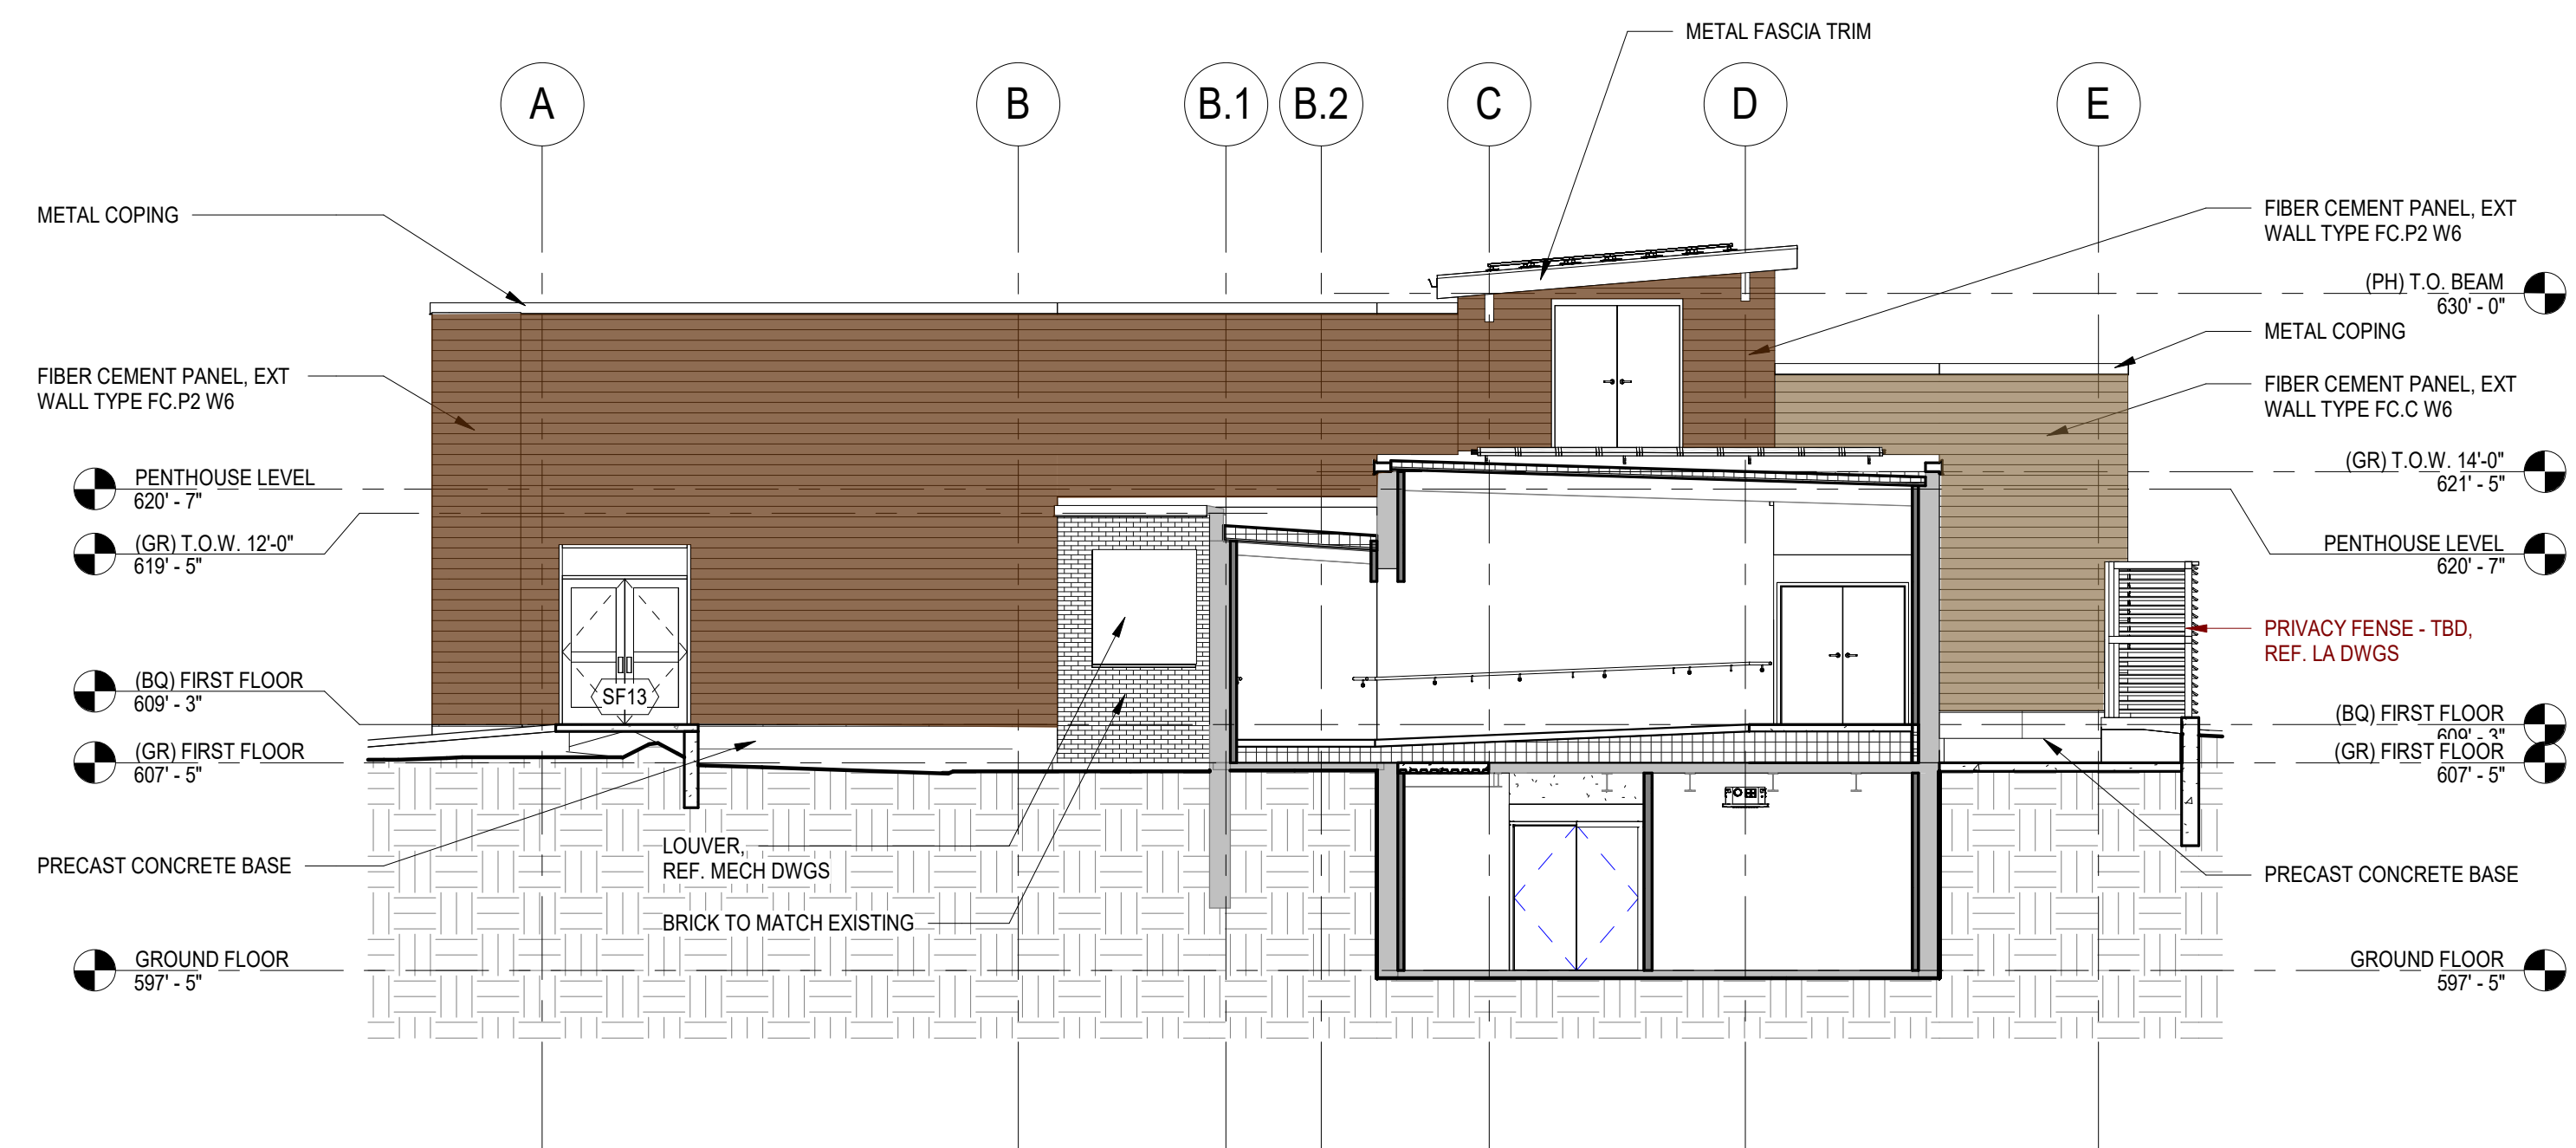 METAL FASCIA TRIM
A
B
B.1
B.2
C
D
E
METAL COPING
FIBER CEMENT PANEL, EXT
WALL TYPE FC.P2 W6
PENTHOUSE LEVEL
620' - 7"
(GR) T.O.W. 12'-0"
619' - 5"
(BQ) FIRST FLOOR
609' - 3"
(GR) FIRST FLOOR
607' - 5"
PRECAST CONCRETE BASE
GROUND FLOOR
597' - 5"
SF13
LOUVER,
REF. MECH DWGS
BRICK TO MATCH EXISTING
FIBER CEMENT PANEL, EXT
WALL TYPE FC.P2 W6
(PH) T.O. BEAM
630' - 0"
METAL COPING
FIBER CEMENT PANEL, EXT
WALL TYPE FC.C W6
(GR) T.O.W. 14'-0"
621' - 5"
PENTHOUSE LEVEL
620' - 7"
PRIVACY FENSE - TBD,
REF. LA DWGS
(BQ) FIRST FLOOR
609' - 3"
(GR) FIRST FLOOR
607' - 5"
PRECAST CONCRETE BASE
GROUND FLOOR
597' - 5"